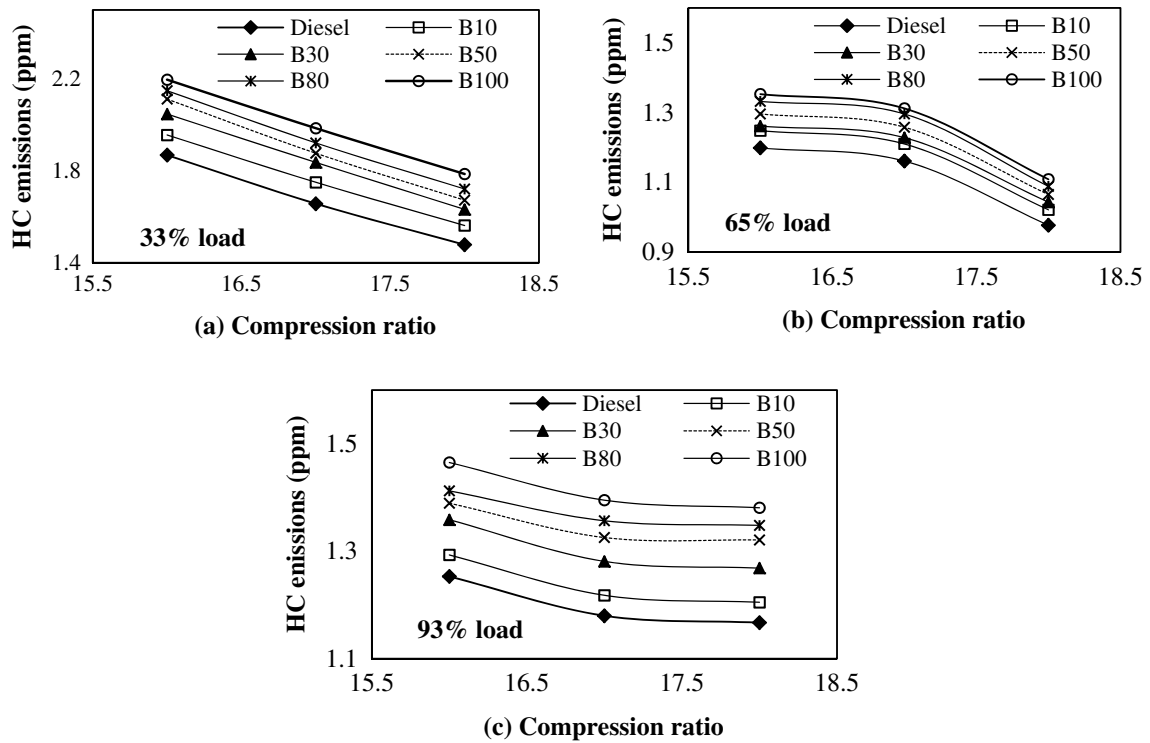 HC emissions (ppm)
2.2
1.8
1.4
Diesel B10
B30 B50
B80 B100
33% load
15.5 16.5 17.5 18.5
(a) Compression ratio
HC emissions (ppm)
1.5
1.3
1.1
0.9
Diesel B10
B30 B50
B80 B100
65% load
15.5 16.5 17.5 18.5
(b) Compression ratio
HC enissions (ppm)
1.5
1.3
1.1
Diesel B10
B30 B50
B80 B100
93% load
15.5 16.5 17.5 18.5
(c) Compression ratio